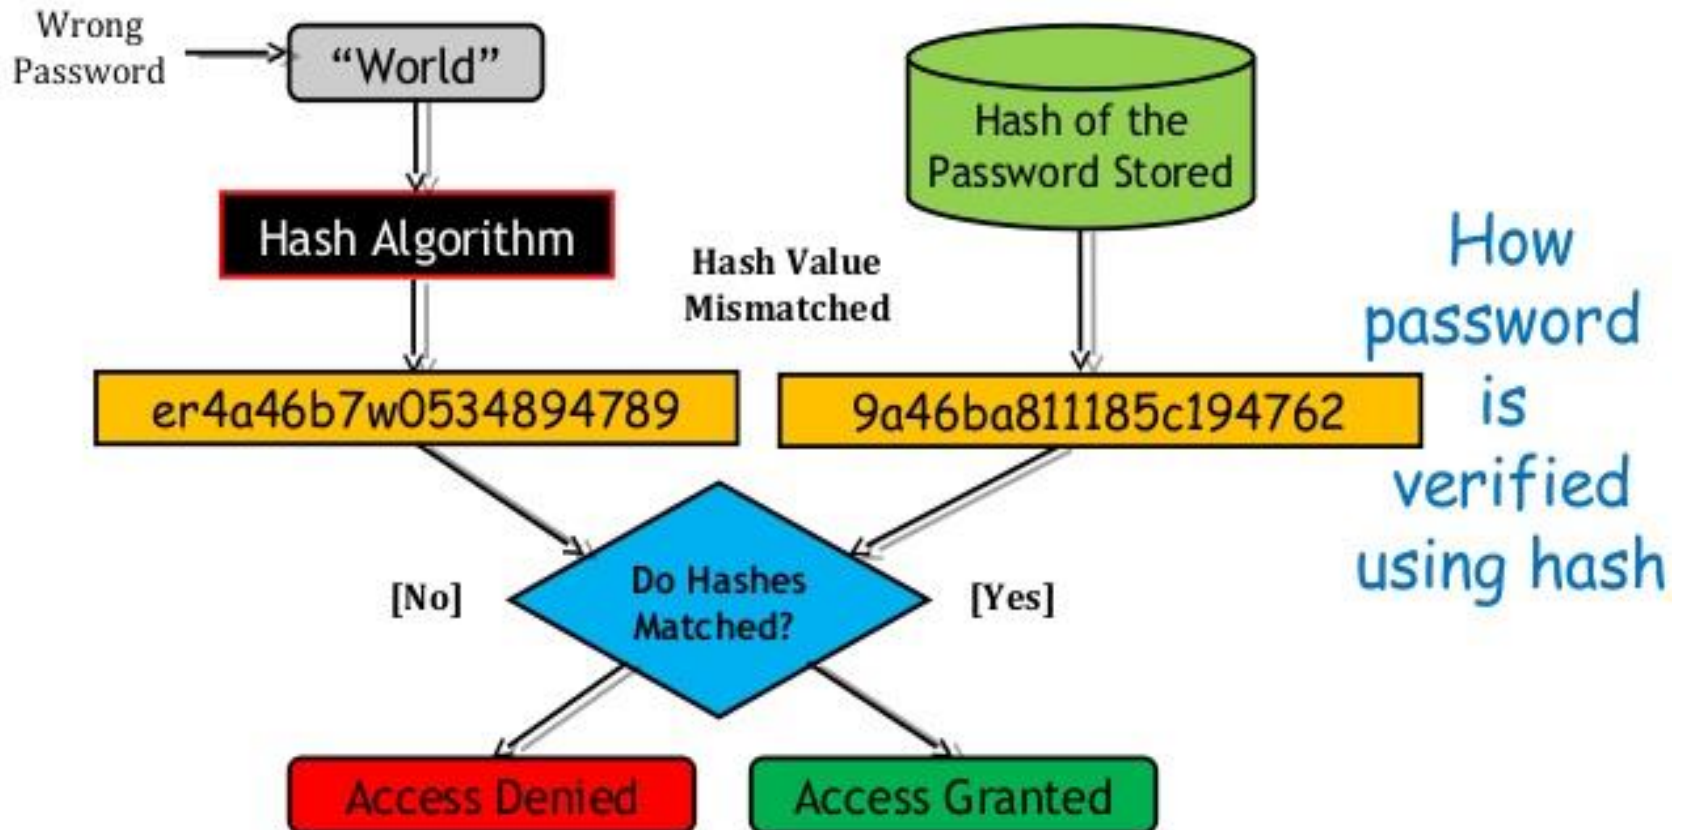 Wrong
Password
“World”
Hash of the
Password Stored
Hash Algorithm
Hash Value
Mismatched
How
password
is
verified
using hash
er4a46b7w0534894789
9a46ba811185c194762
Do Hashes
Matched?
[No]
[Yes]
Access Denied
Access Granted